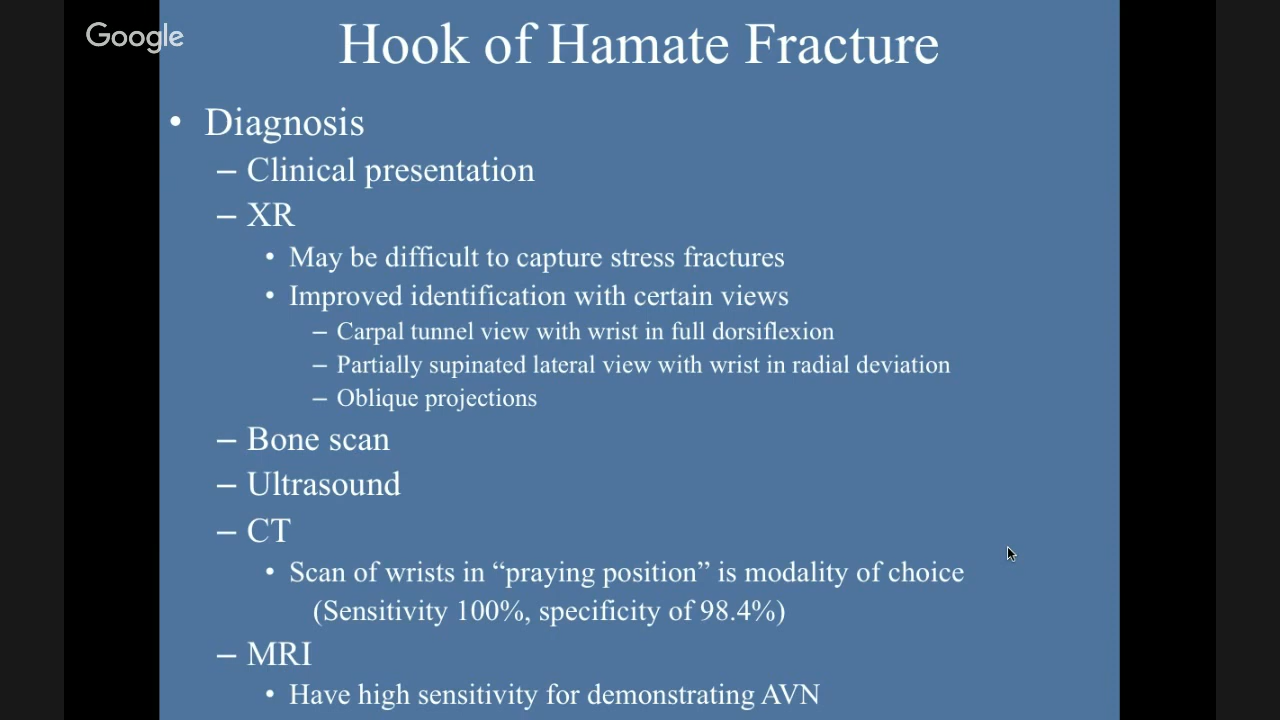 Google
Hook of Hamate Fracture
• Diagnosis
– Clinical presentation
– XR
• May be difficult to capture stress fractures
• Improved identification with certain views
– Carpal tunnel view with wrist in full dorsiflexion
– Partially supinated lateral view with wrist in radial deviation
– Oblique projections
– Bone scan
– Ultrasound
– CT
• Scan of wrists in “praying position” is modality of choice
(Sensitivity 100%, specificity of 98.4%)
– MRI
• Have high sensitivity for demonstrating AVN